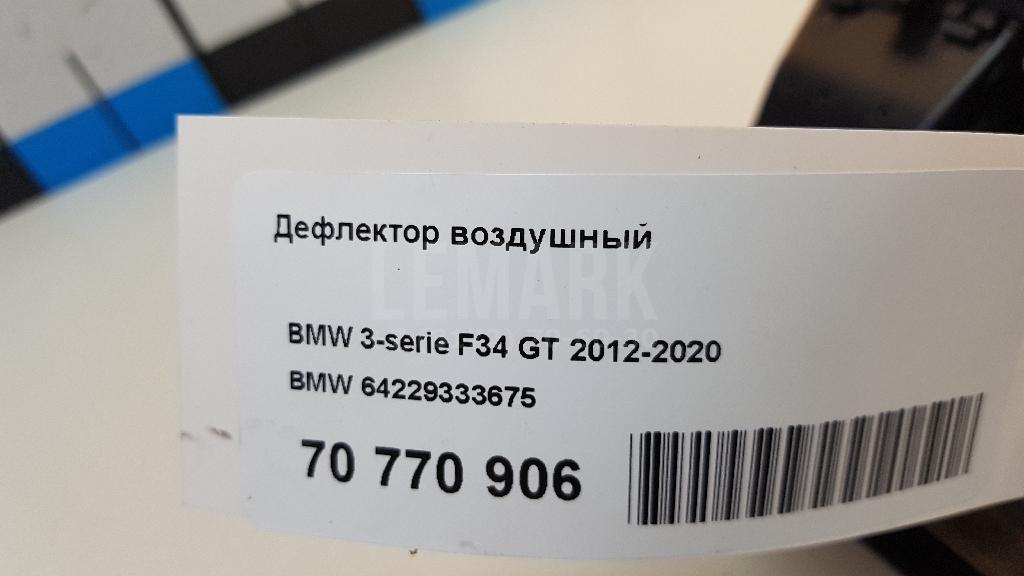 Дефлектор воздушный
LEMARK
BMW 3-serie F34 GT 2012-2020
BMW 64229333675
70 770 906